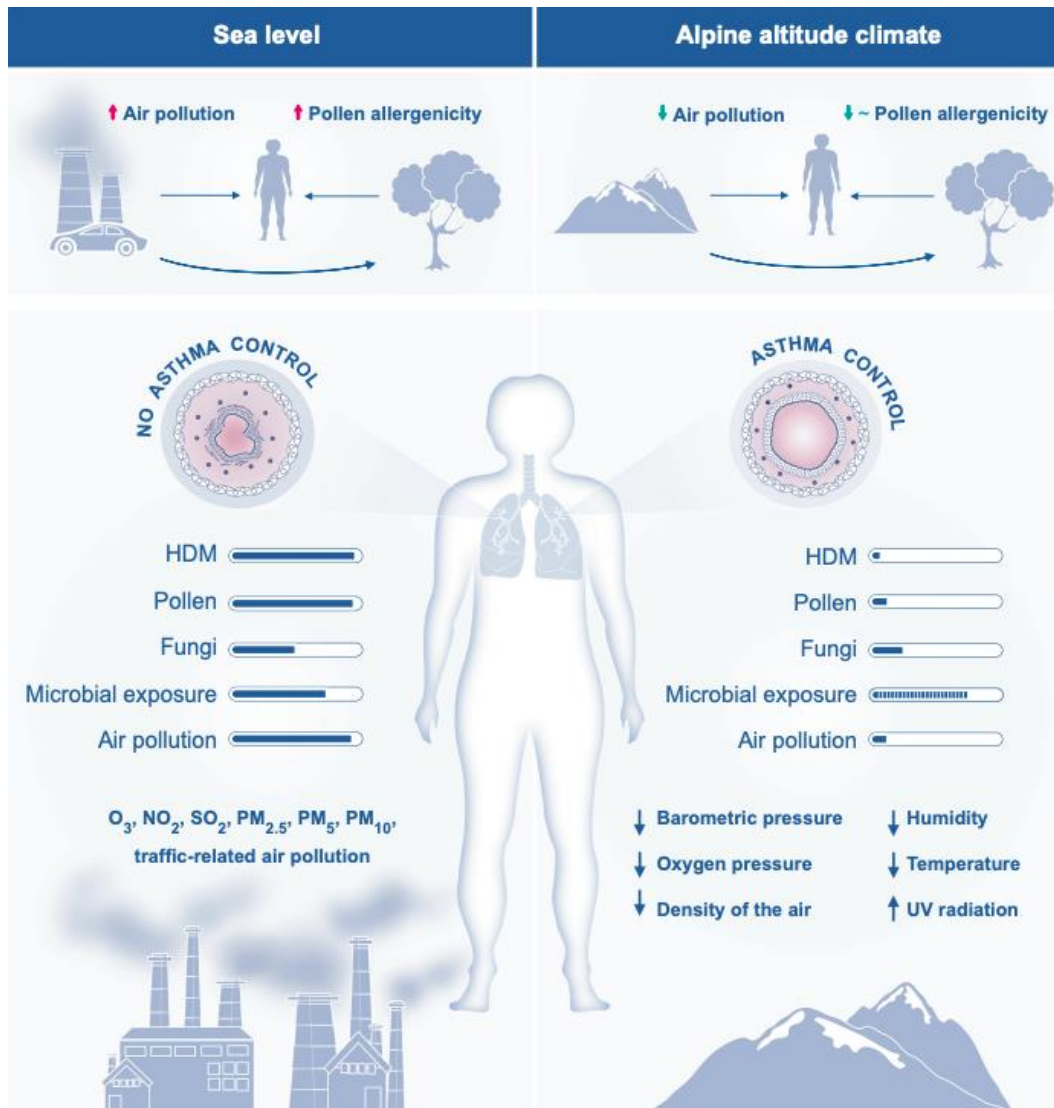 Sea level
Alpine altitude climate
Air pollution
Pollen allergenicity
Air pollution
~ Pollen allergenicity
NO ASTHMA CONTROL
ASTHMA CONTROL
HDM
Pollen
Fungi
Microbial exposure
Air pollution
HDM
Pollen
Fungi
Microbial exposure
Air pollution
O3, NO2, SO2, PM2.5, PM5, PM10,
traffic-related air pollution
Barometric pressure
Oxygen pressure
Density of the air
Humidity
Temperature
UV radiation